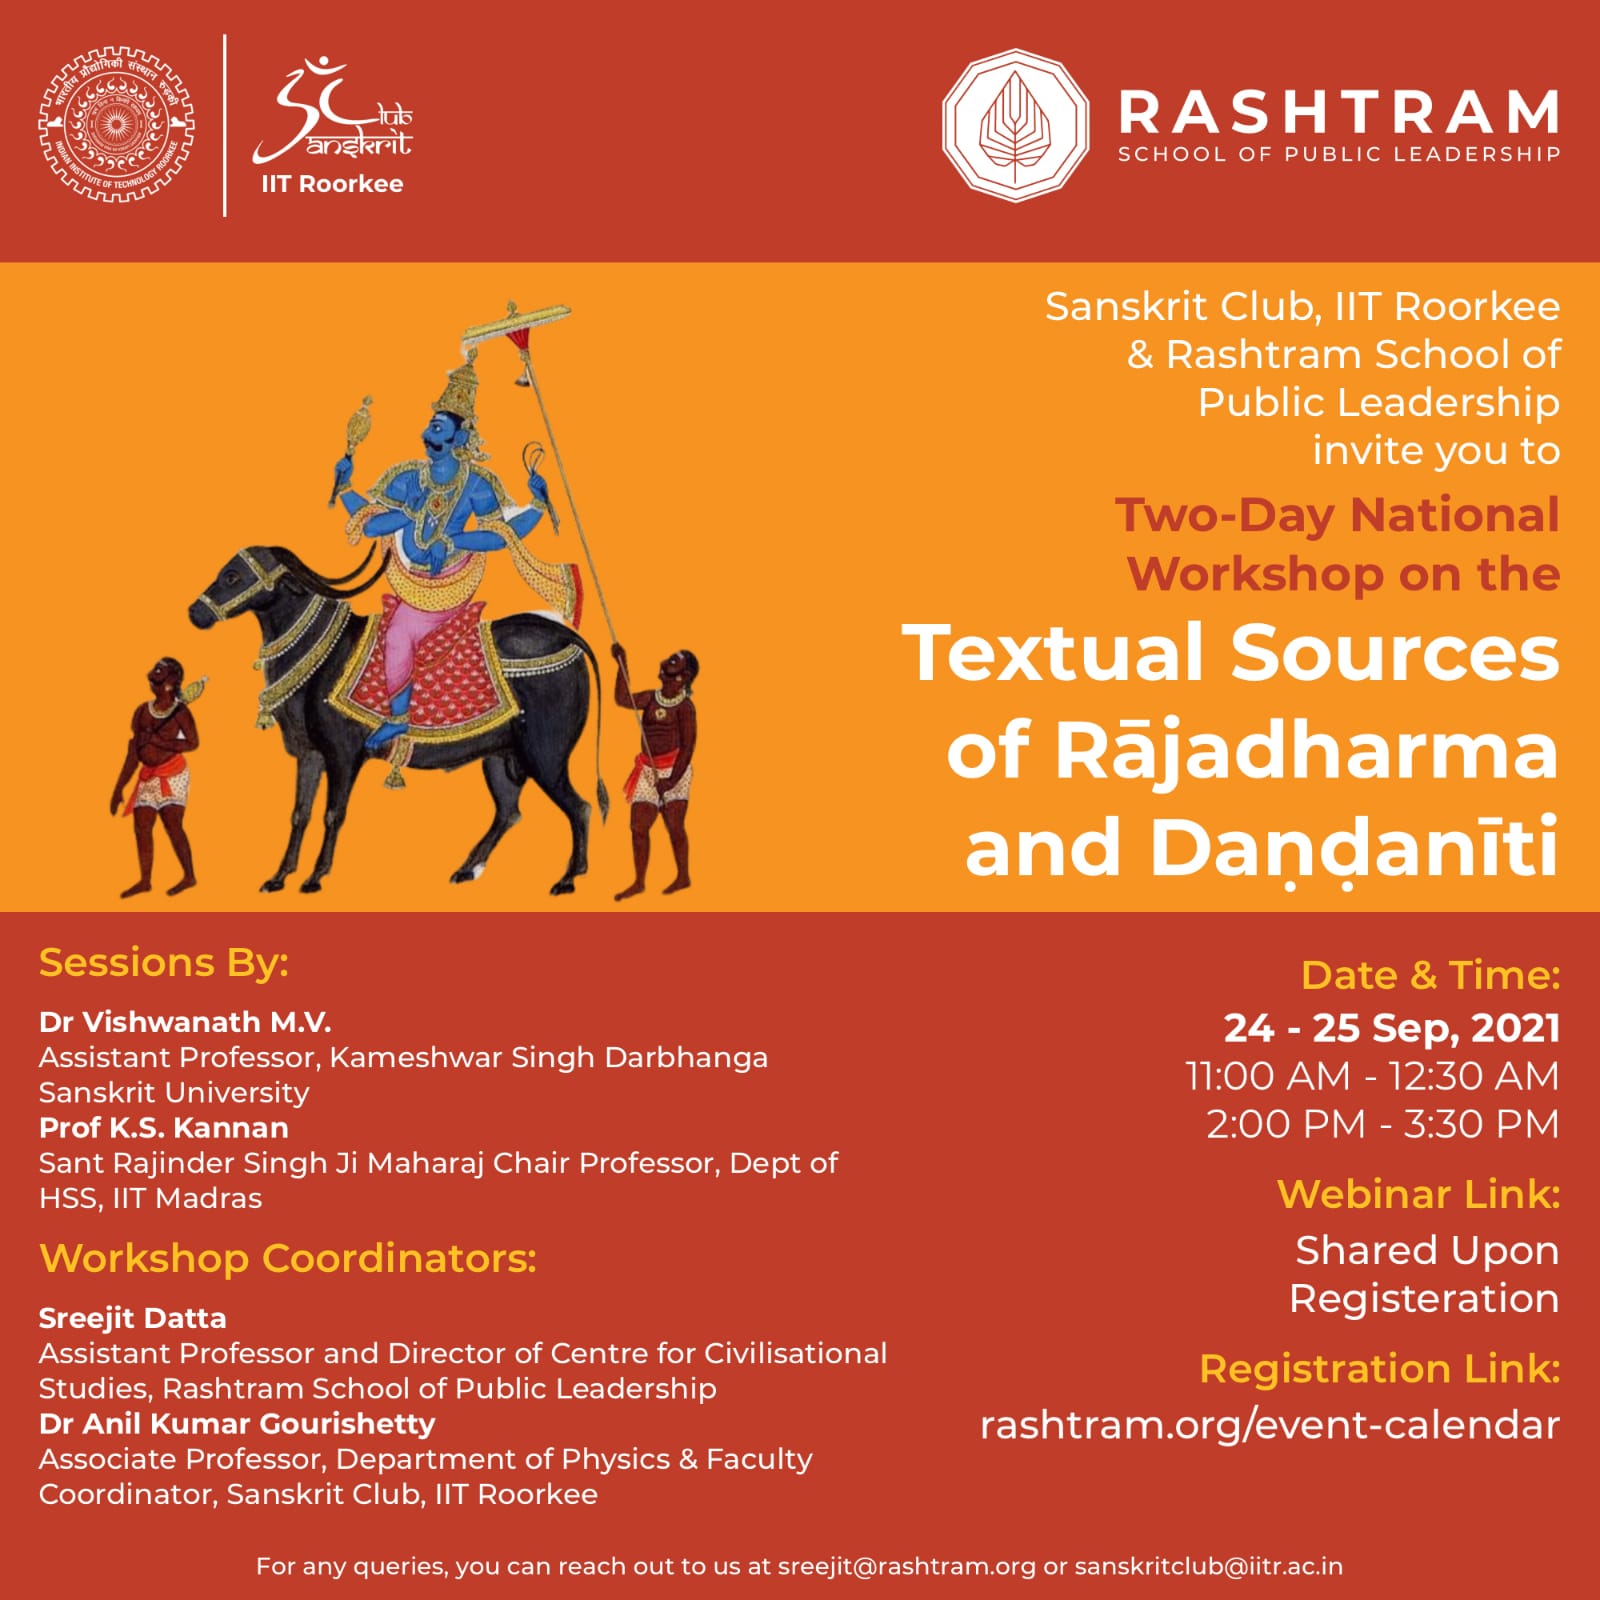 भारतीय प्रौद्योगिकी संस्थान रुड़की
INDIAN INSTITUTE OF TECHNOLOGY ROORKEE
Sanskrit Club
IIT Roorkee
RASHTRAM
SCHOOL OF PUBLIC LEADERSHIP
Sanskrit Club, IIT Roorkee
& Rashtram School of
Public Leadership
invite you to
Two-Day National
Workshop on the
Textual Sources
of Rājadharma
and Daṇḍanīti
Sessions By:
Dr Vishwanath M.V.
Assistant Professor, Kameshwar Singh Darbhanga
Sanskrit University
Prof K.S. Kannan
Sant Rajinder Singh Ji Maharaj Chair Professor, Dept of
HSS, IIT Madras
Workshop Coordinators:
Sreejit Datta
Assistant Professor and Director of Centre for Civilisational
Studies, Rashtram School of Public Leadership
Dr Anil Kumar Gourishetty
Associate Professor, Department of Physics & Faculty
Coordinator, Sanskrit Club, IIT Roorkee
Date & Time:
24 - 25 Sep, 2021
11:00 AM - 12:30 AM
2:00 PM - 3:30 PM
Webinar Link:
Shared Upon
Registeration
Registration Link:
rashtram.org/event-calendar
For any queries, you can reach out to us at sreejit@rashtram.org or sanskritclub@iitr.ac.in